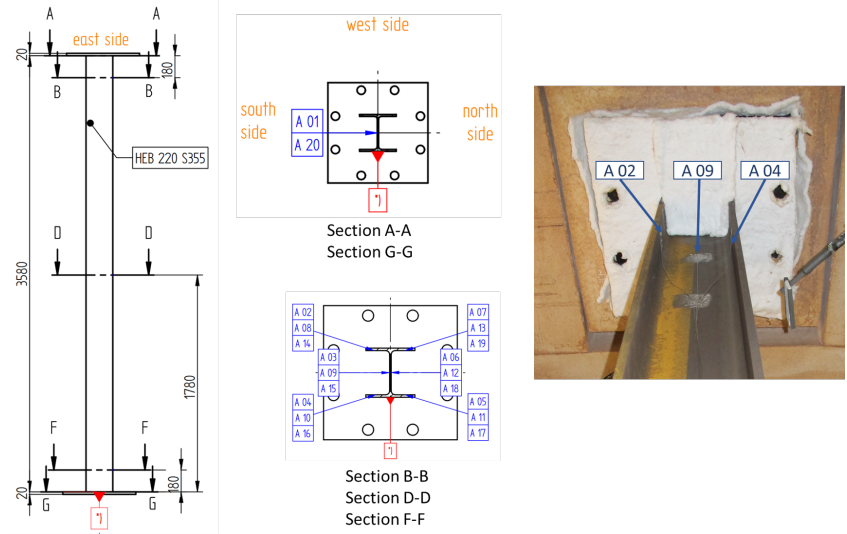 A
A
east side
20
180
B
B
HEB 220 S355
D
D
3580
1780
F
F
180
20
G
G
*)
west side
south
side
north
side
A 01
A 20
*)
Section A-A
Section G-G
A 02
A 08
A 14
A 07
A 13
A 19
A 03
A 09
A 15
A 06
A 12
A 18
A 04
A 10
A 16
A 05
A 11
A 17
*)
Section B-B
Section D-D
Section F-F
A 02
A 09
A 04